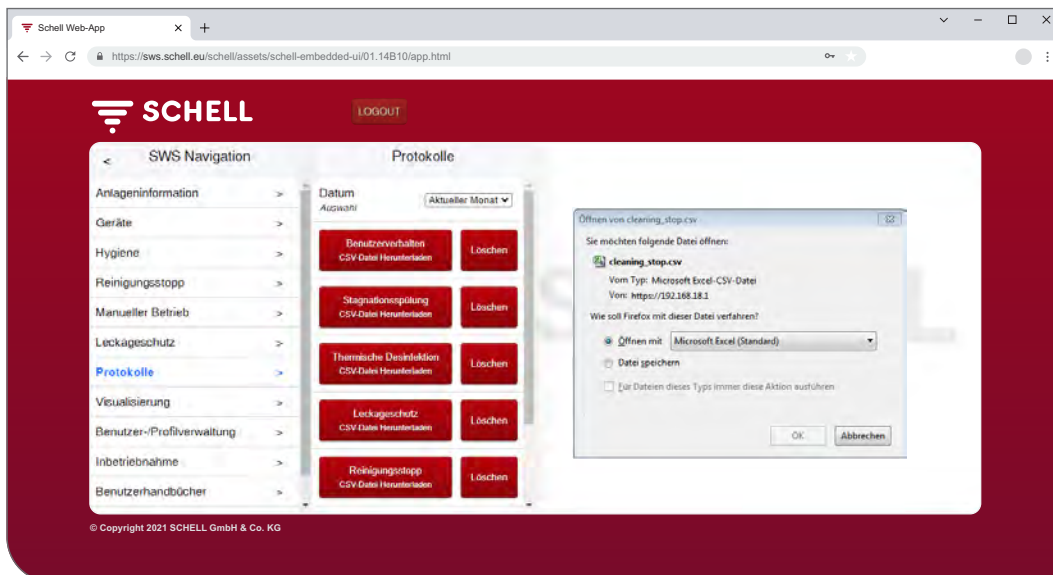 Schell Web-App
https://sws.schell.eu/schell/assets/schell-embedded-ui/01.14B10/app.html
SCHELL
LOGOUT
< SWS Navigation
Anlageninformation >
Geräte >
Hygiene >
Reinigungsstopp >
Manueller Betrieb >
Leckageschutz >
Protokolle >
Visualisierung >
Benutzer-/Profilverwaltung >
Inbetriebnahme >
Benutzerhandbücher >
Protokolle
Datum
Auswahl
Aktueller Monat
Benutzerverhalten
CSV-Datei Herunterladen
Löschen
Stagnationsspülung
CSV-Datei Herunterladen
Löschen
Thermische Desinfektion
CSV-Datei Herunterladen
Löschen
Leckageschutz
CSV-Datei Herunterladen
Löschen
Reinigungsstopp
CSV-Datei Herunterladen
Löschen
Öffnen von cleaning_stop.csv
Sie möchten folgende Datei öffnen:
cleaning_stop.csv
Vom Typ: Microsoft Excel-CSV-Datei
Von: https://192.168.18.1
Wie soll Firefox mit dieser Datei verfahren?
Öffnen mit Microsoft Excel (Standard)
Datei speichern
Für Dateien dieses Typs immer diese Aktion ausführen
OK Abbrechen
© Copyright 2021 SCHELL GmbH & Co. KG